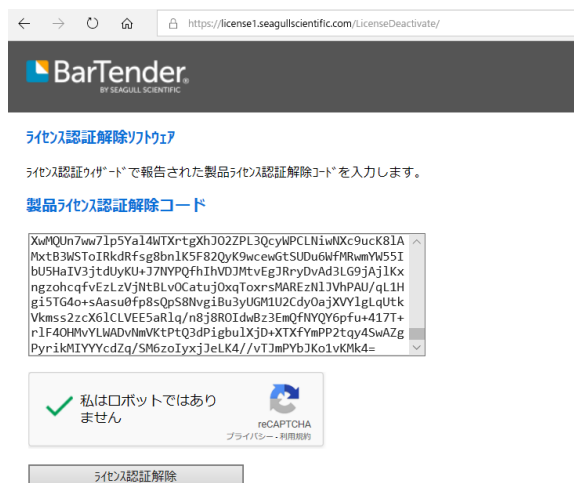 https://license1.seagullscientific.com/LicenseDeactivate/
BarTender®
BY SEAGULL SCIENTIFIC
ライセンス認証解除ソフトウェア
ライセンス認証ウィザードで報告された製品ライセンス認証解除コードを入力します。
製品ライセンス認証解除コード
XwMQUn7ww7lp5Yal4WTXrtgXhJO2ZPL3QcyWPCLNiwNXc9ucK8lA
MxtB3WSToIRkdRfsg8bnlK5F82QyK9wcewGtSUDu6WfMRwmYW55I
bU5HaIV3jtdUyKU+J7NYPQfhIhVDJMtvEgJRryDvAd3LG9jAjlKx
ngzohcqfvEzLzVjNtBLvOCatujOxqToxrsMAREzNlJVhPAU/qL1H
gi5TG4o+sAasu0fp8sQpS8NvgiBu3yUGM1U2CdyOajXVYlgLqUtk
Vkmss2zcX6lCLVEE5aRlq/n8j8ROIdwBz3EmQfNYQY6pfu+417T+
rlF4OHMvYLWADvNmVKtPtQ3dPigbulXjD+XTXfYmPP2tqy4SwAZg
PyrikMIYYYcdZq/SM6zoIyxjJeLK4//vTJmPYbJKo1vKMk4=
私はロボットではあり
ません
reCAPTCHA
プライバシー - 利用規約
ライセンス認証解除